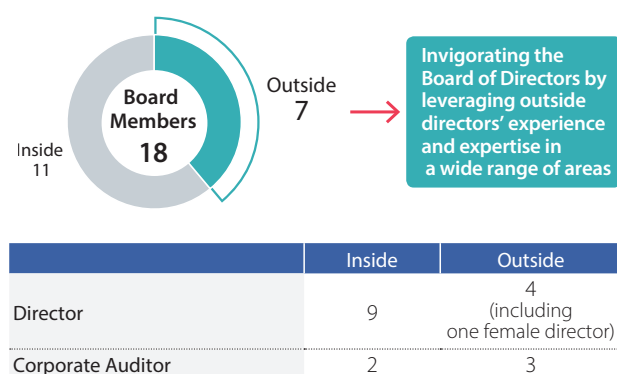 Board
Members
18
Outside
7
Inside
11
Invigorating the
Board of Directors by
leveraging outside
directors' experience
and expertise in
a wide range of areas
Inside Outside
Director 9 4
(including
one female director)
Corporate Auditor 2 3